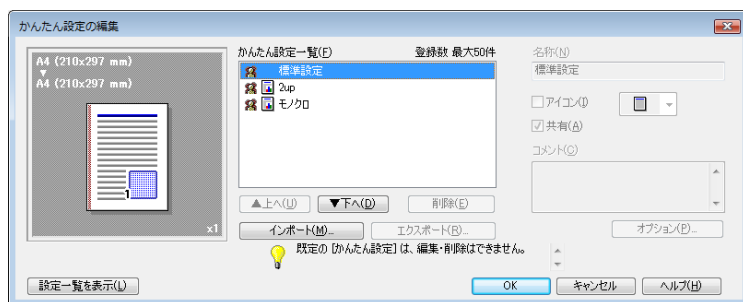 かんたん設定の編集
A4 (210x297 mm)
A4 (210x297 mm)
1
x1
設定一覧を表示(L)
かんたん設定一覧(F) 登録数 最大50件
標準設定
2up
モノクロ
▲上へ(U) ▼下へ(D) 削除(E)
インポート(M)... エクスポート(R)...
既定の [かんたん設定] は、編集・削除はできません。
名称(N)
標準設定
アイコン(I)
共有(A)
コメント(C)
オプション(P)...
OK キャンセル ヘルプ(H)